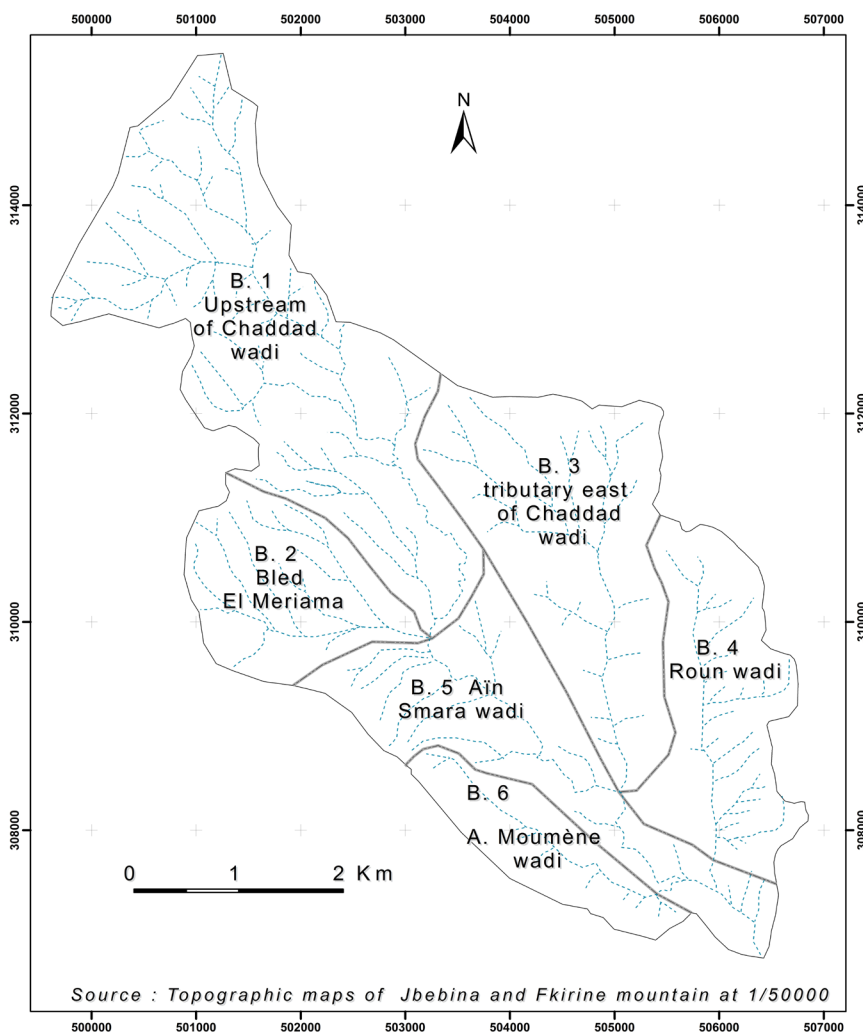 500000 501000 502000 503000 504000 505000 506000 507000
N
314000 314000
B. 1
Upstream
of Chaddad
wadi
312000 312000
B. 3
tributary east
of Chaddad
wadi
B. 2
Bled
El Meriama
310000 310000
B. 4
Roun wadi
B. 5 Aïn
Smara wadi
B. 6
A. Moumène
wadi
308000 308000
0 1 2 Km
Source : Topographic maps of Jbebina and Fkirine mountain at 1/50000
500000 501000 502000 503000 504000 505000 506000 507000